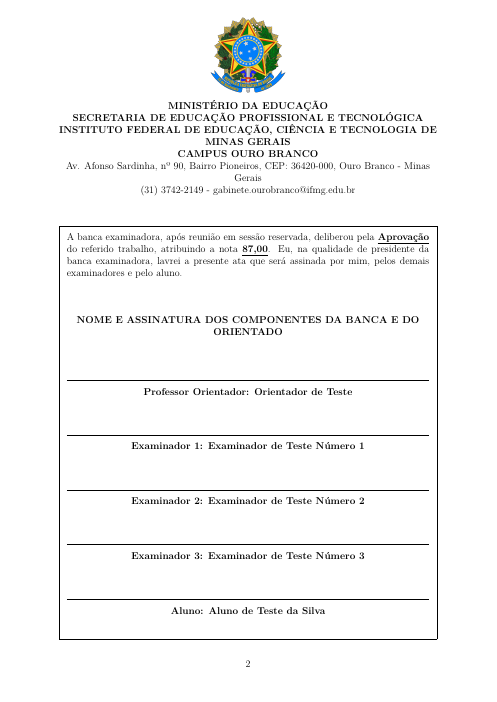 MINISTÉRIO DA EDUCAÇÃO
SECRETARIA DE EDUCAÇÃO PROFISSIONAL E TECNOLÓGICA
INSTITUTO FEDERAL DE EDUCAÇÃO, CIÊNCIA E TECNOLOGIA DE
MINAS GERAIS
CAMPUS OURO BRANCO
Av. Afonso Sardinha, nº 90, Bairro Pioneiros, CEP: 36420-000, Ouro Branco - Minas
Gerais
(31) 3742-2149 - gabinete.ourobranco@ifmg.edu.br
A banca examinadora, após reunião em sessão reservada, deliberou pela Aprovação
do referido trabalho, atribuindo a nota 87,00. Eu, na qualidade de presidente da
banca examinadora, lavrei a presente ata que será assinada por mim, pelos demais
examinadores e pelo aluno.
NOME E ASSINATURA DOS COMPONENTES DA BANCA E DO
ORIENTADO
Professor Orientador: Orientador de Teste
Examinador 1: Examinador de Teste Número 1
Examinador 2: Examinador de Teste Número 2
Examinador 3: Examinador de Teste Número 3
Aluno: Aluno de Teste da Silva
2